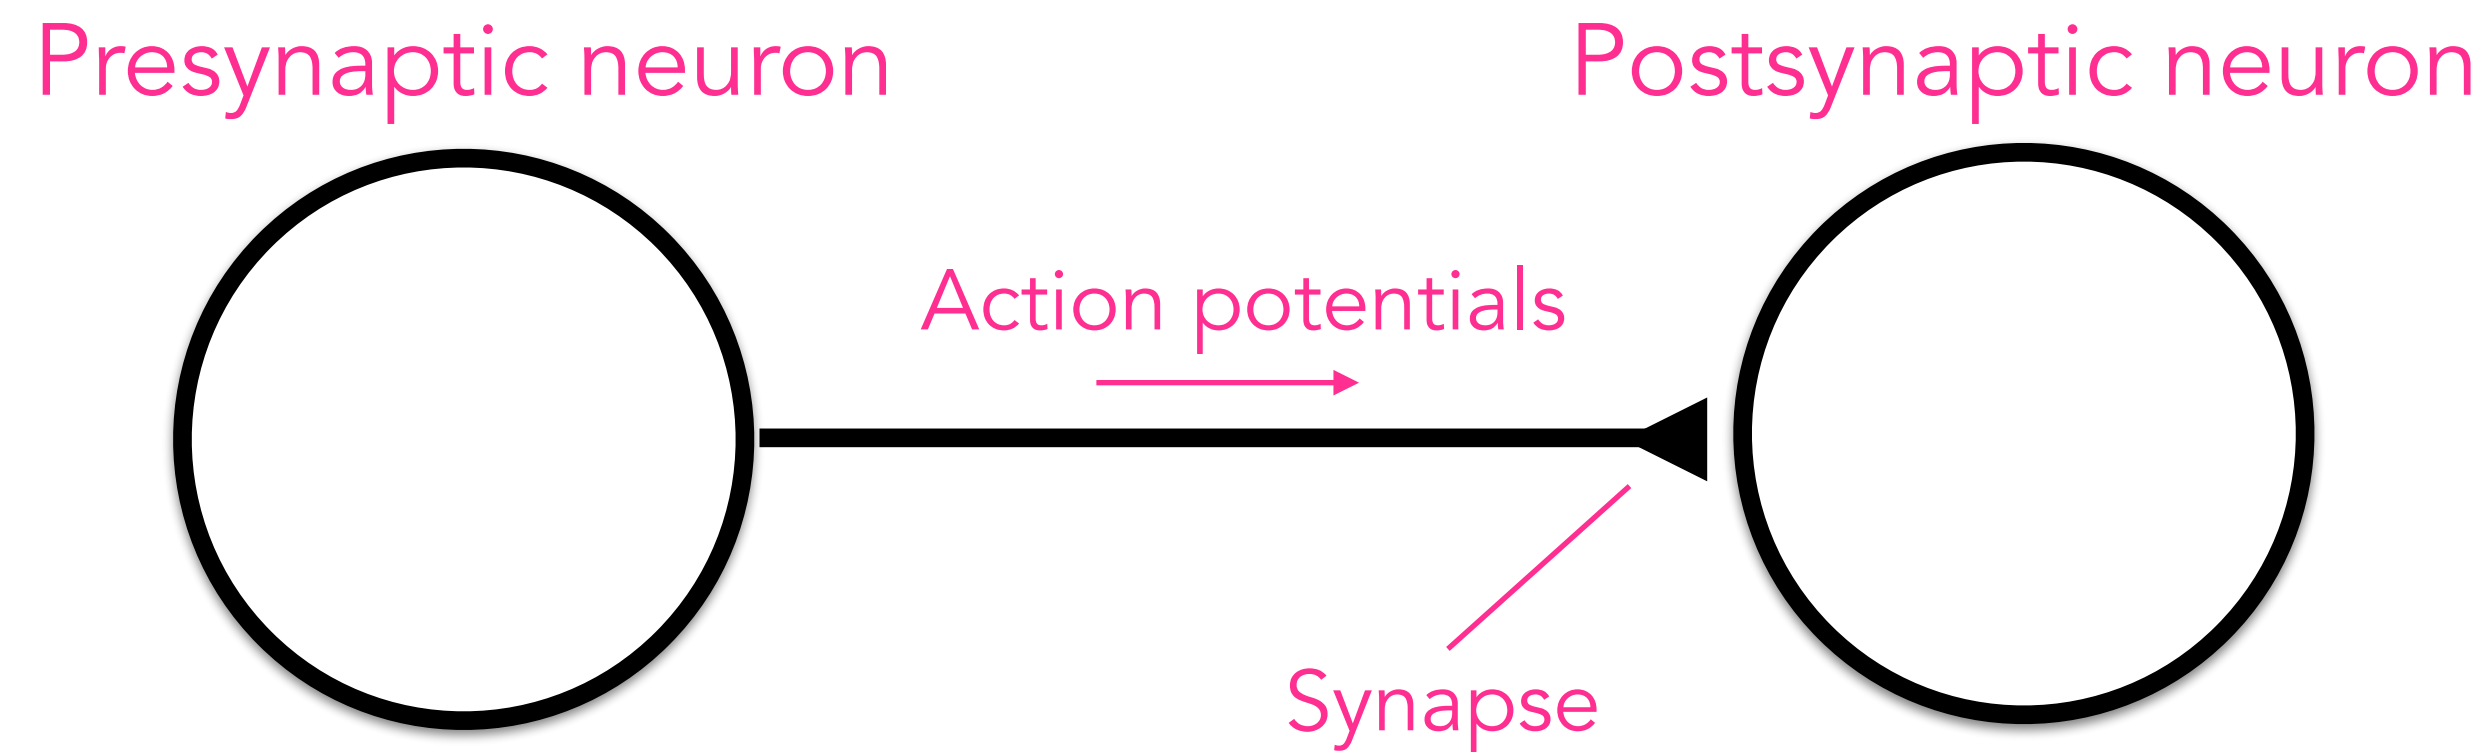 Presynaptic neuron
Postsynaptic neuron
Action potentials
Synapse